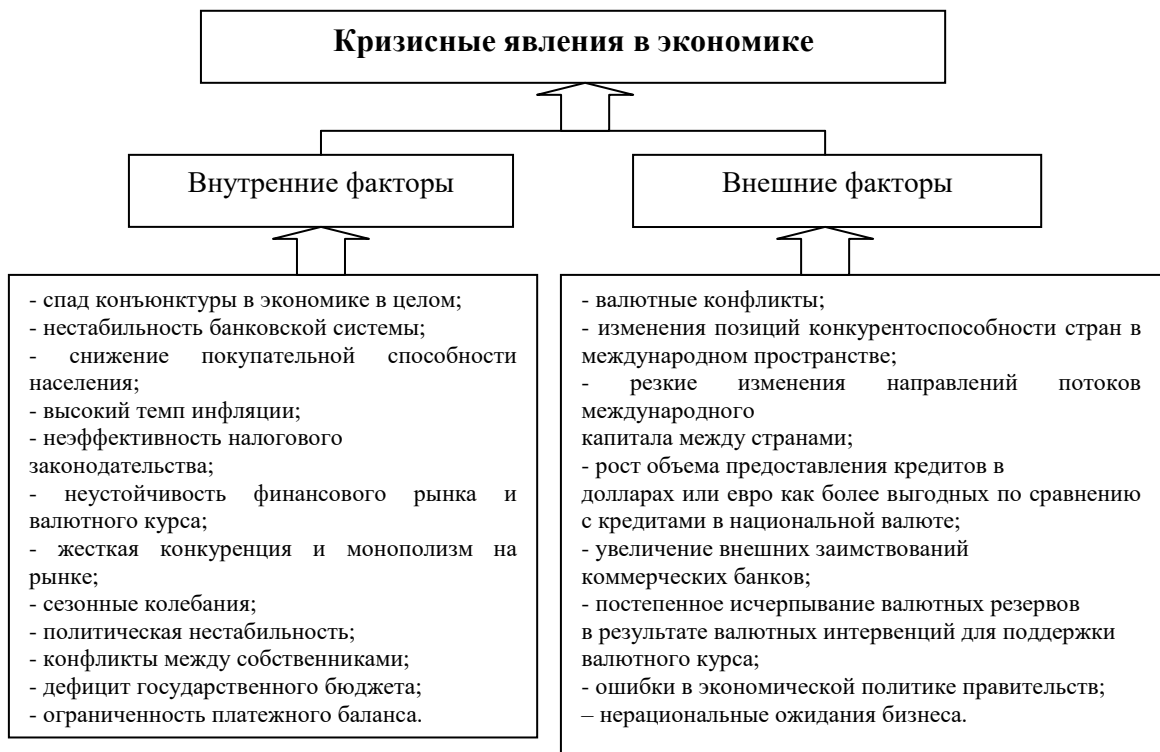 Кризисные явления в экономике
Внутренние факторы
Внешние факторы
- спад конъюнктуры в экономике в целом;
- нестабильность банковской системы;
- снижение покупательной способности
населения;
- высокий темп инфляции;
- неэффективность налогового
законодательства;
- неустойчивость финансового рынка и
валютного курса;
- жесткая конкуренция и монополизм на
рынке;
- сезонные колебания;
- политическая нестабильность;
- конфликты между собственниками;
- дефицит государственного бюджета;
- ограниченность платежного баланса.
- валютные конфликты;
- изменения позиций конкурентоспособности стран в
международном пространстве;
- резкие изменения направлений потоков
международного
капитала между странами;
- рост объема предоставления кредитов в
долларах или евро как более выгодных по сравнению
с кредитами в национальной валюте;
- увеличение внешних заимствований
коммерческих банков;
- постепенное исчерпывание валютных резервов
в результате валютных интервенций для поддержки
валютного курса;
- ошибки в экономической политике правительств;
– нерациональные ожидания бизнеса.